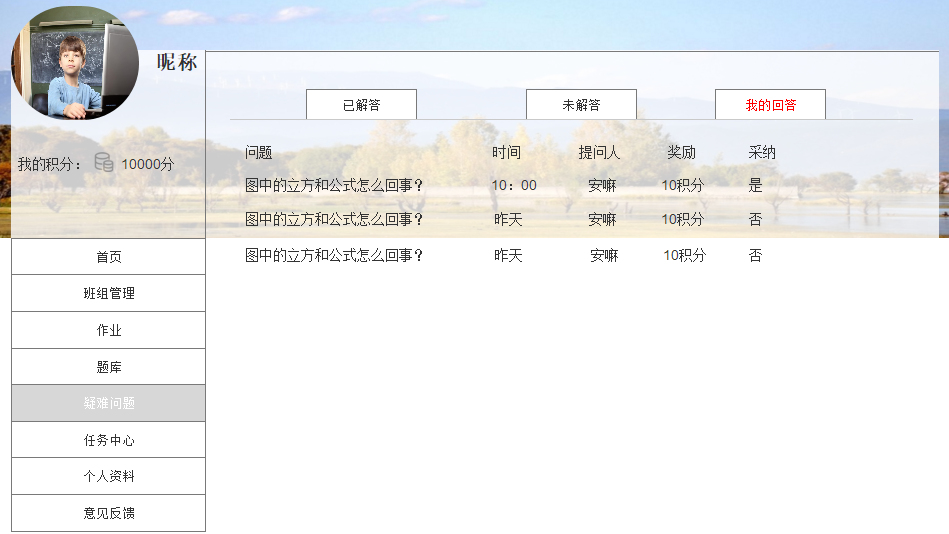 昵称
我的积分： 10000分
首页
班组管理
作业
题库
疑难问题
任务中心
个人资料
意见反馈
已解答 未解答 我的回答
问题 时间 提问人 奖励 采纳
图中的立方和公式怎么回事？ 10：00 安嘛 10积分 是
图中的立方和公式怎么回事？ 昨天 安嘛 10积分 否
图中的立方和公式怎么回事？ 昨天 安嘛 10积分 否